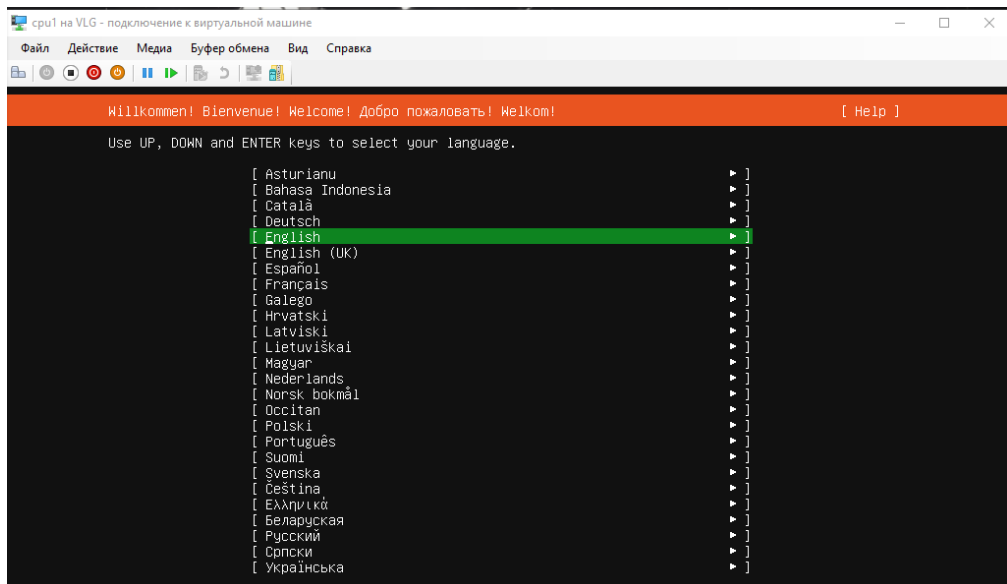 cpu1 на VLG - подключение к виртуальной машине
Файл Действие Медиа Буфер обмена Вид Справка
Willkommen! Bienvenue! Welcome! Добро пожаловать! Welkom! [ Help ]
Use UP, DOWN and ENTER keys to select your language.
[ Asturianu ► ]
[ Bahasa Indonesia ► ]
[ Català ► ]
[ Deutsch ► ]
[ English ► ]
[ English (UK) ► ]
[ Español ► ]
[ Français ► ]
[ Galego ► ]
[ Hrvatski ► ]
[ Latviski ► ]
[ Lietuviškai ► ]
[ Magyar ► ]
[ Nederlands ► ]
[ Norsk bokmål ► ]
[ Occitan ► ]
[ Polski ► ]
[ Português ► ]
[ Suomi ► ]
[ Svenska ► ]
[ Čeština ► ]
[ Ελληνικά ► ]
[ Беларуская ► ]
[ Русский ► ]
[ Српски ► ]
[ Українська ► ]